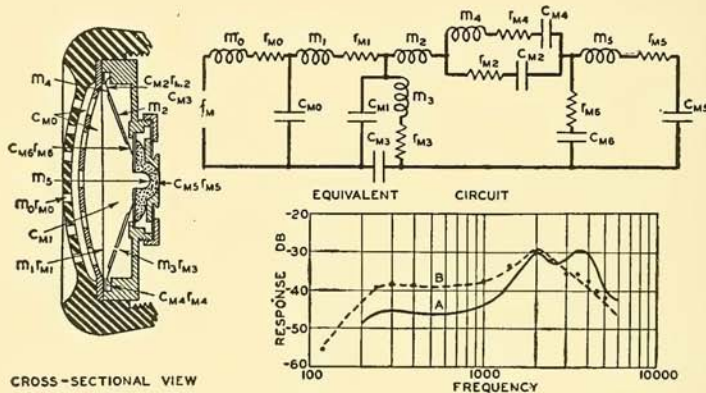 m4
CM0
CM6 rM6
m5
m0 rM0
CM1
m1 rM1
CM2 rM2
CM3
m2
CM5 rM5
m3 rM3
CM4 rM4
CROSS-SECTIONAL VIEW
m0 rM0 m1 rM1 m2 m4 rM4 CM4
rM2 CM2 m5 rM5
fM CM0 CM1 m3 rM6 CM5
CM3 rM3 CM6
EQUIVALENT CIRCUIT
RESPONSE DB
-20
-30
-40
-50
-60
B
A
100 1000 10000
FREQUENCY